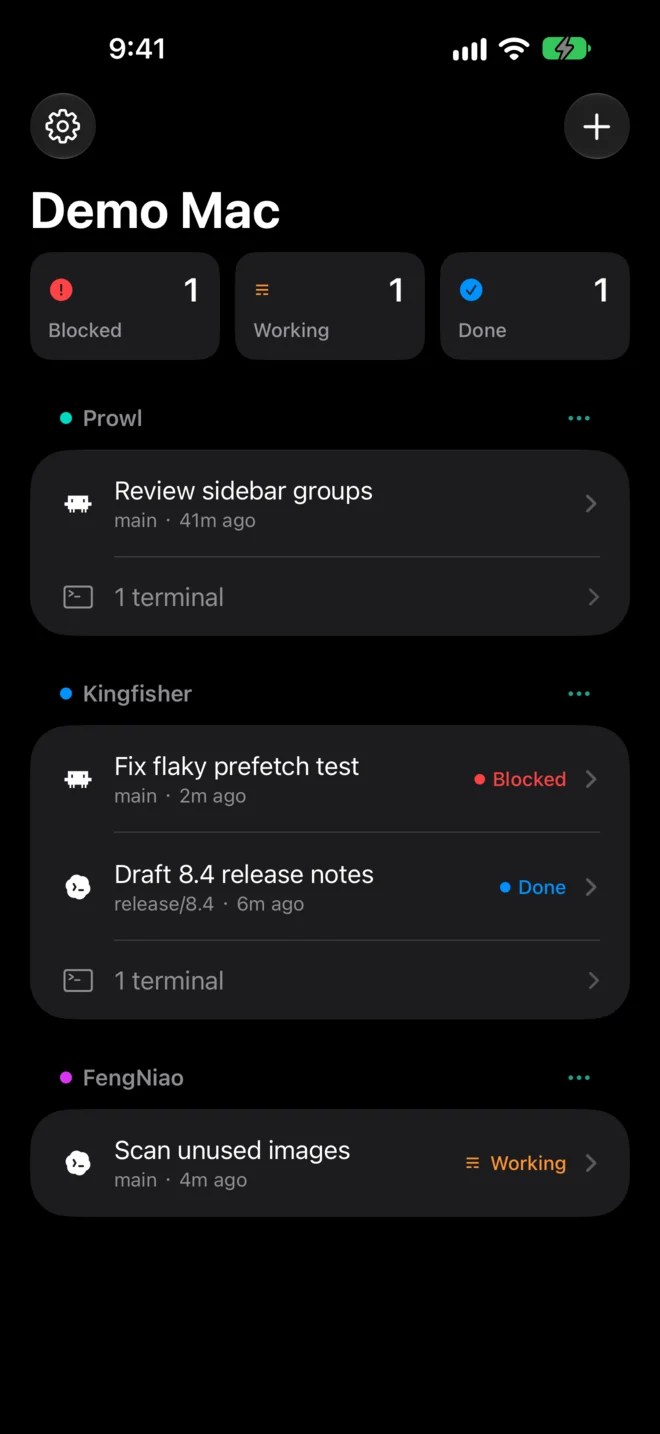 9:41
Demo Mac
1
Blocked
1
Working
1
Done
Prowl
Review sidebar groups
main · 41m ago
1 terminal
Kingfisher
Fix flaky prefetch test
main · 2m ago
Blocked
Draft 8.4 release notes
release/8.4 · 6m ago
Done
1 terminal
FengNiao
Scan unused images
main · 4m ago
Working